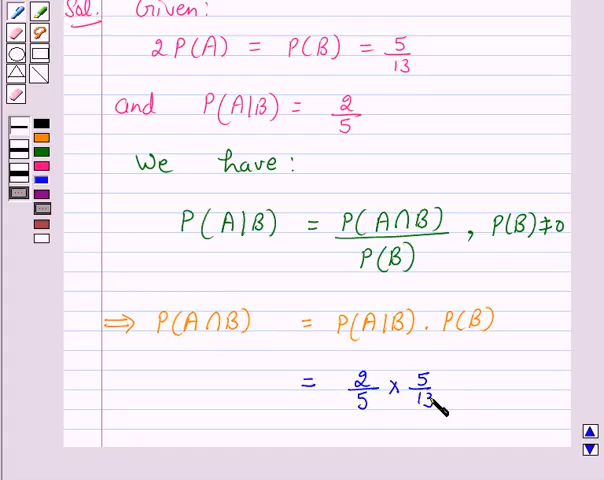 Sol. Given:
2P(A) = P(B) = 5/13
and P(A|B) = 2/5
We have:
P(A|B) = P(A∩B)/P(B), P(B)≠0
⇒ P(A∩B) = P(A|B) . P(B)
= 2/5 × 5/13